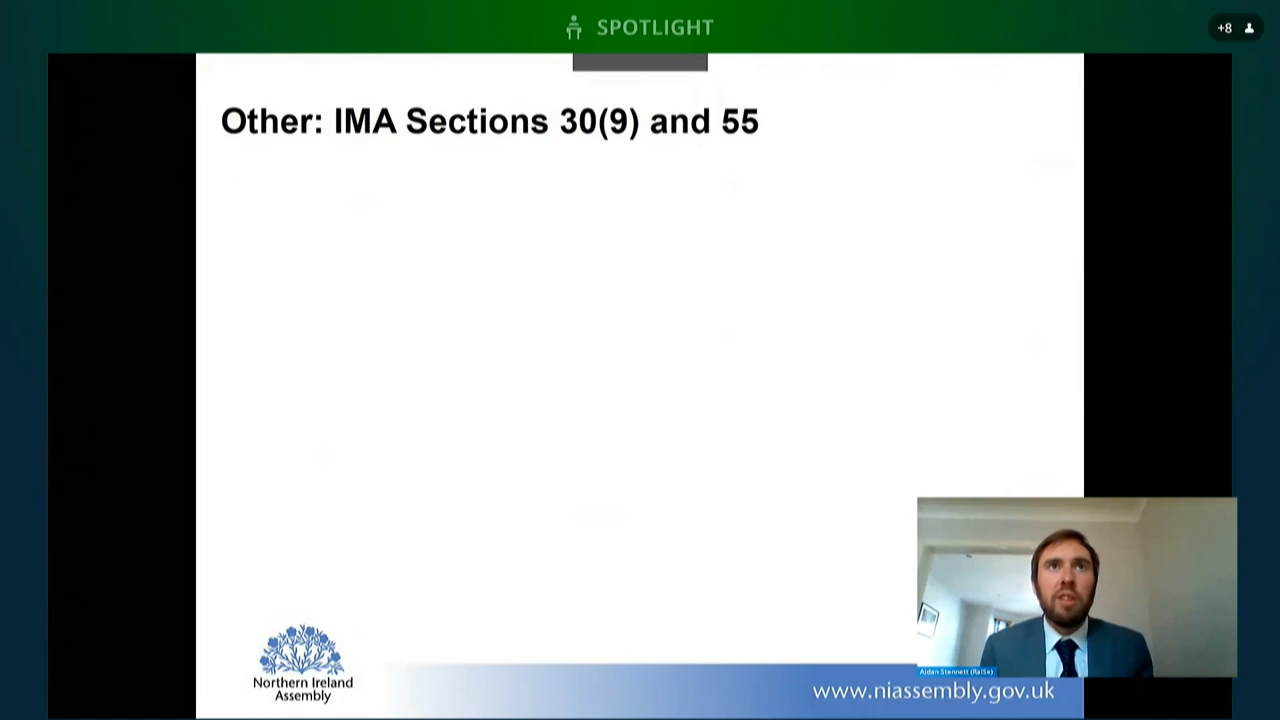 SPOTLIGHT
+8
Other: IMA Sections 30(9) and 55
Northern Ireland
Assembly
www.niassembly.gov.uk
Aidan Stennett (RaISe)